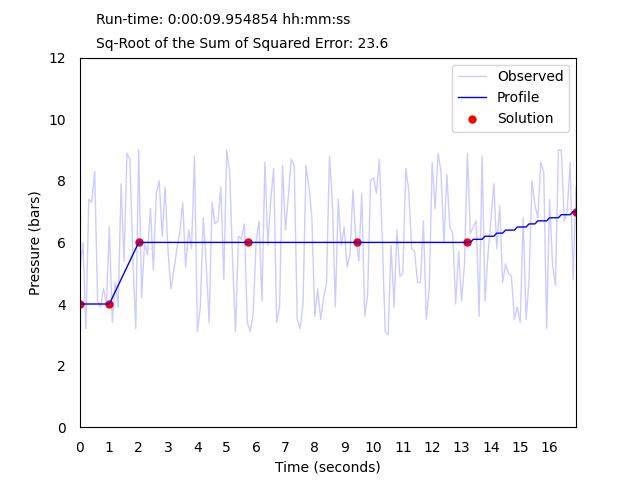 Run-time: 0:00:09.954854 hh:mm:ss
Sq-Root of the Sum of Squared Error: 23.6
Observed
Profile
Solution
12
10
8
6
4
2
0
Pressure (bars)
0 1 2 3 4 5 6 7 8 9 10 11 12 13 14 15 16
Time (seconds)